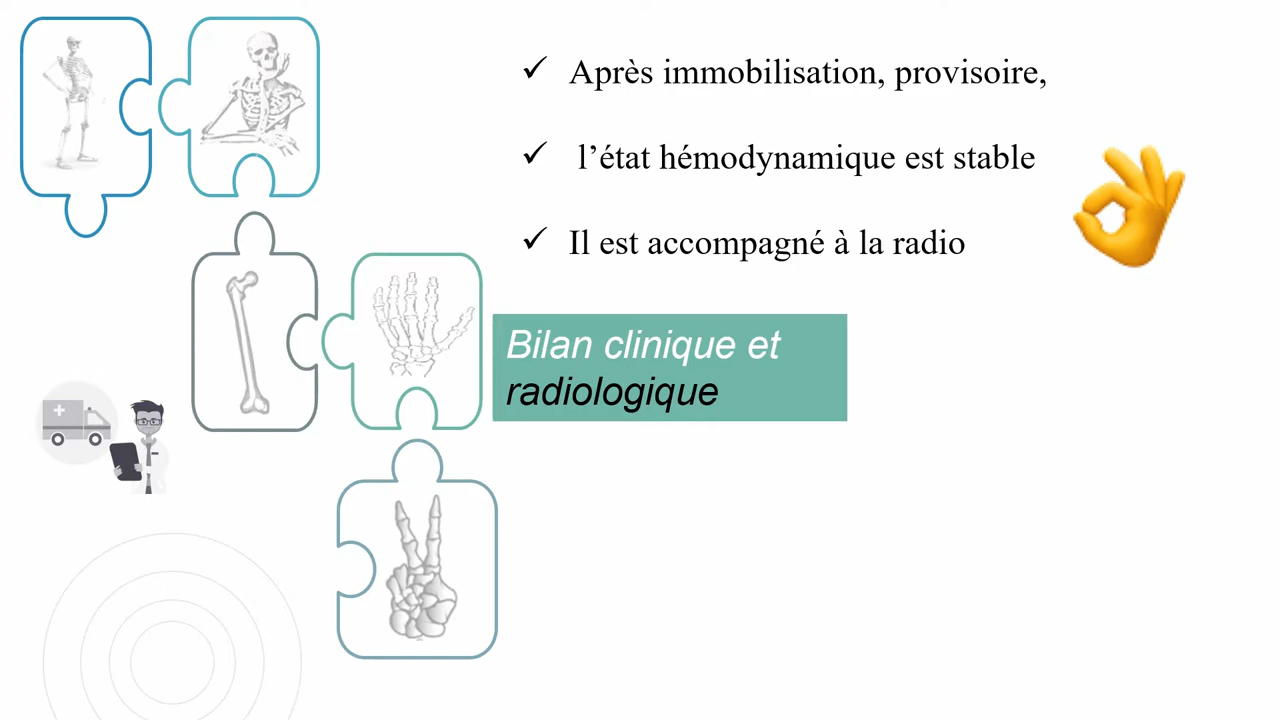 Après immobilisation, provisoire,
l’état hémodynamique est stable
Il est accompagné à la radio
Bilan clinique et
radiologique